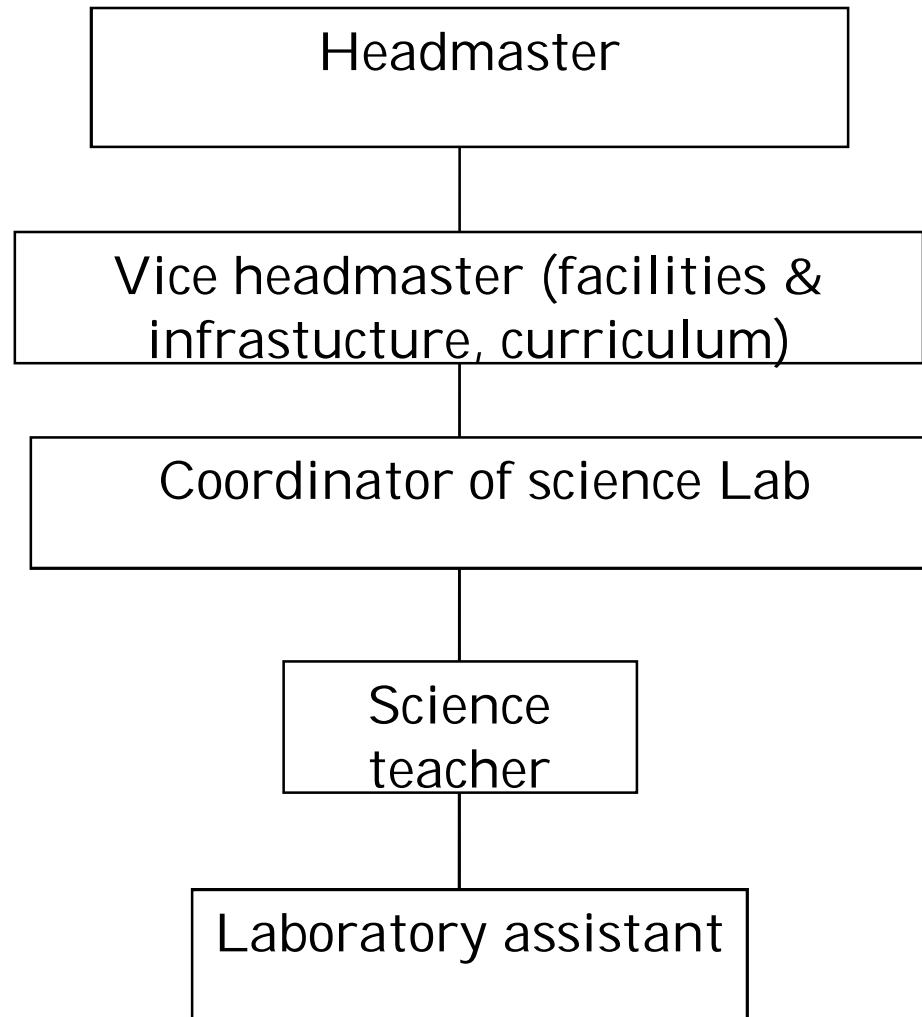 Headmaster
Vice headmaster (facilities &
infrastucture, curriculum)
Coordinator of science Lab
Science
teacher
Laboratory assistant